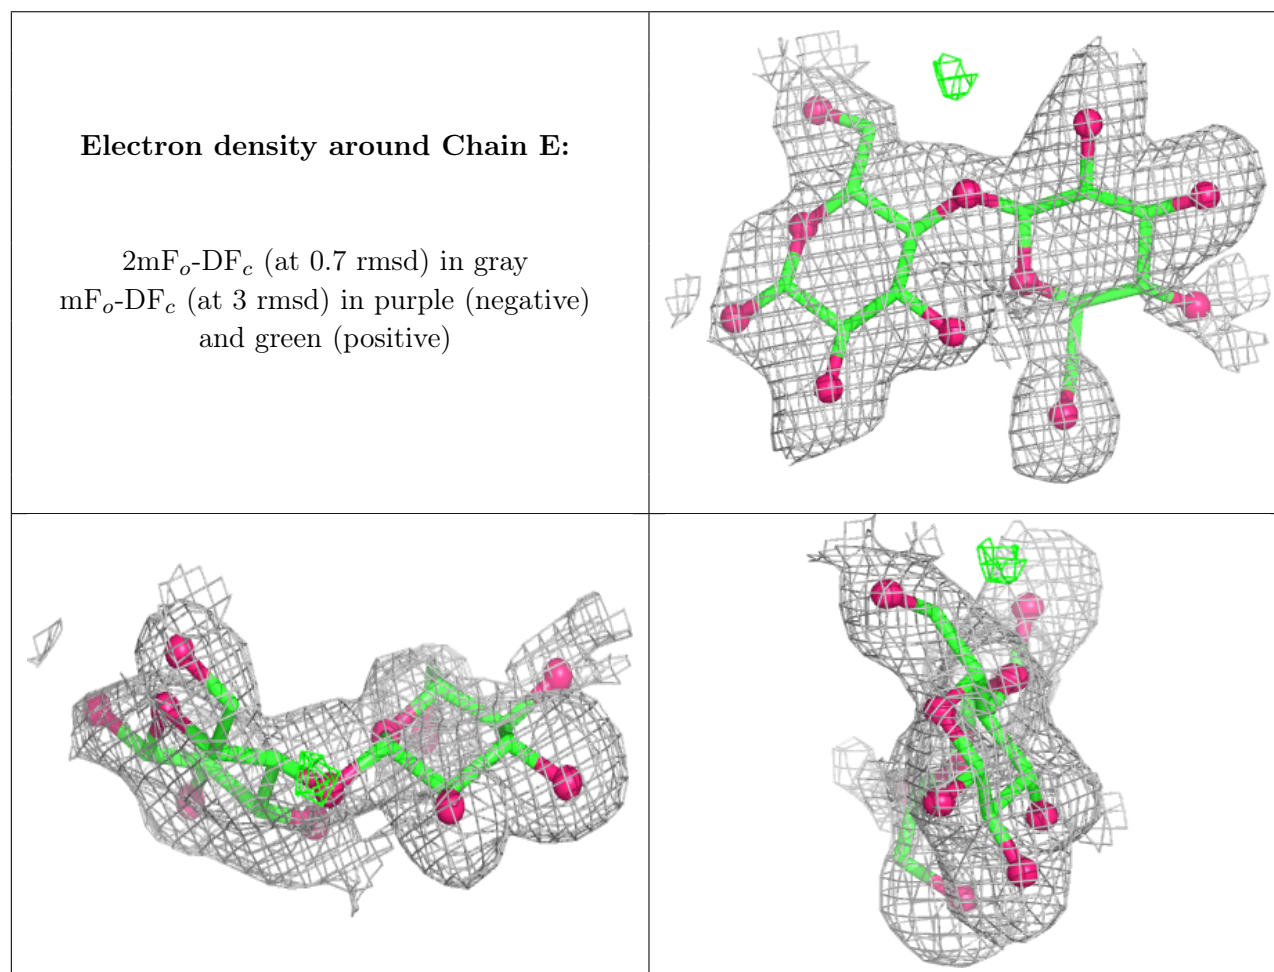 Electron density around Chain E:
2mFo-DFc (at 0.7 rmsd) in gray
mFo-DFc (at 3 rmsd) in purple (negative)
and green (positive)